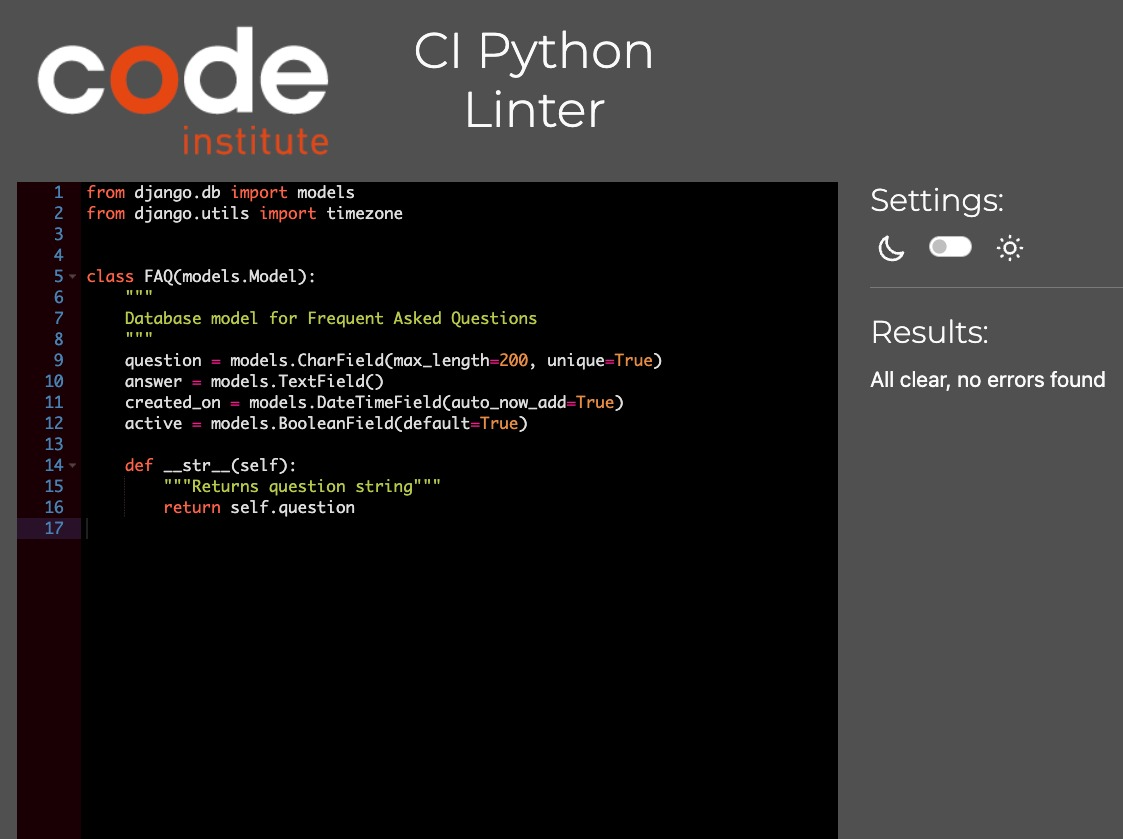 code
institute
CI Python
Linter
1 from django.db import models
2 from django.utils import timezone
3
4
5 class FAQ(models.Model):
6     """
7     Database model for Frequent Asked Questions
8     """
9     question = models.CharField(max_length=200, unique=True)
10     answer = models.TextField()
11     created_on = models.DateTimeField(auto_now_add=True)
12     active = models.BooleanField(default=True)
13
14     def __str__(self):
15         """Returns question string"""
16         return self.question
17
Settings:
Results:
All clear, no errors found